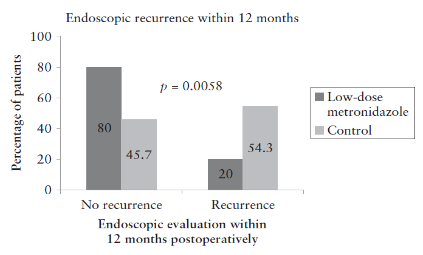 Endoscopic recurrence within 12 months
100
80
60
40
20
0
Percentage of patients
p = 0.0058
80
45.7
20
54.3
No recurrence
Recurrence
Endoscopic evaluation within
12 months postoperatively
Low-dose
metronidazole
Control